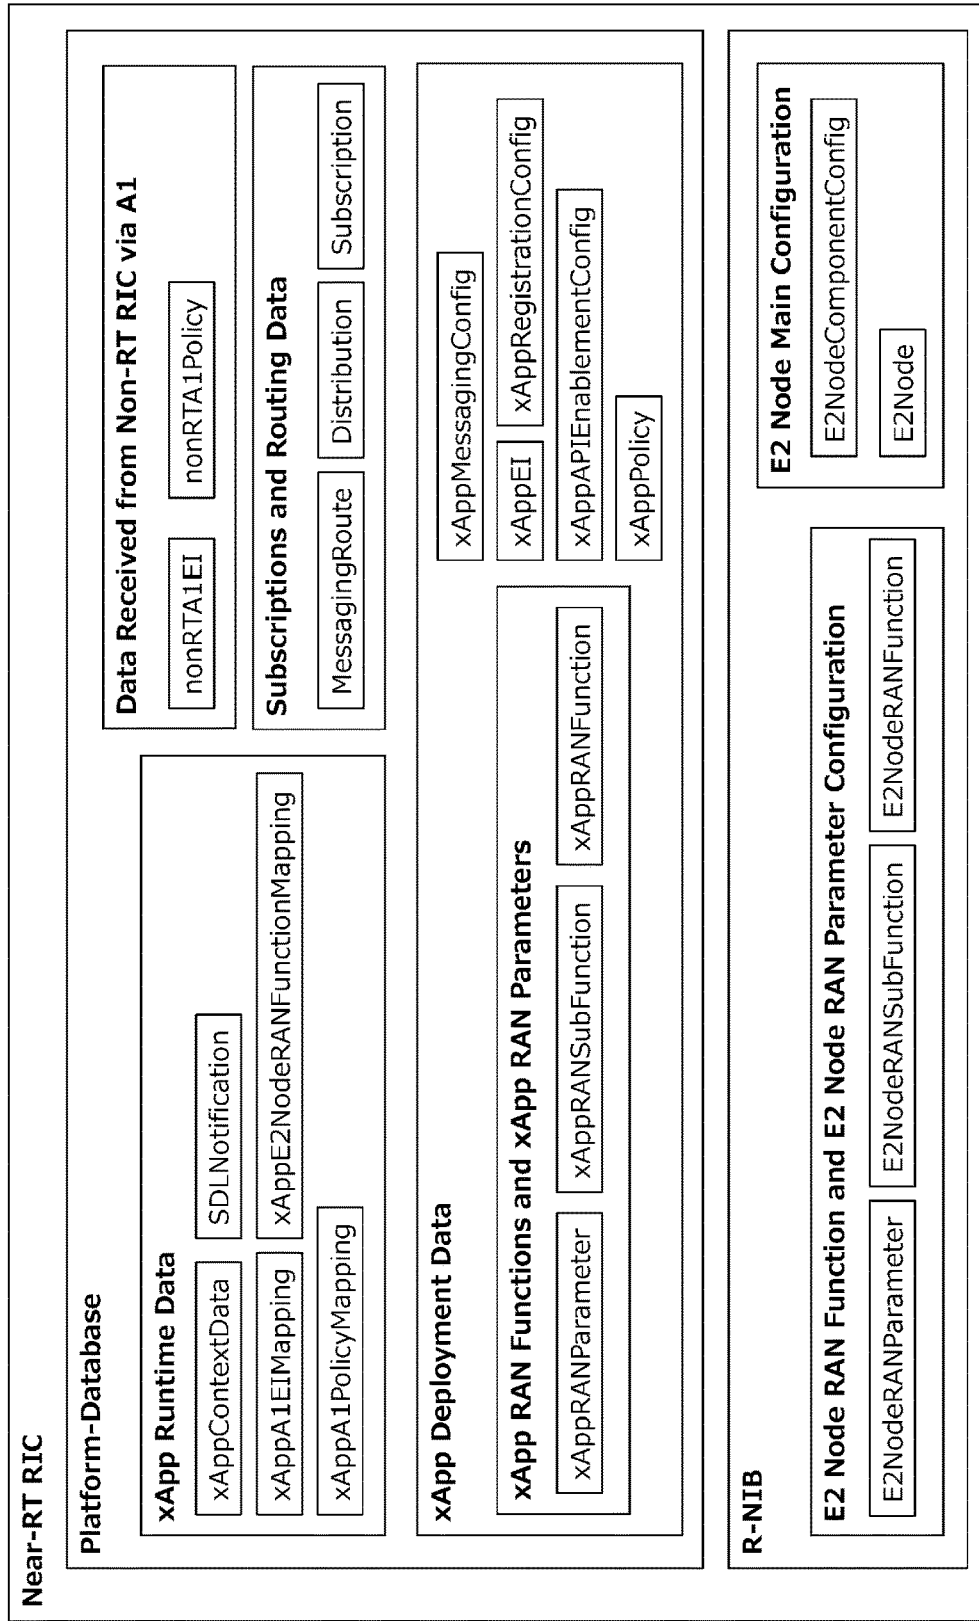 Near-RT RIC
Platform-Database
xApp Runtime Data
xAppContextData
SDLNotification
xAppA1EIMapping
xAppE2NodeRANFunctionMapping
xAppA1PolicyMapping
Data Received from Non-RT RIC via A1
nonRTA1EI
nonRTA1Policy
Subscriptions and Routing Data
MessagingRoute
Distribution
Subscription
xApp Deployment Data
xApp RAN Functions and xApp RAN Parameters
xAppRANParameter
xAppRANSubFunction
xAppRANFunction
xAppMessagingConfig
xAppEI
xAppRegistrationConfig
xAppAPIEnablementConfig
xAppPolicy
R-NIB
E2 Node RAN Function and E2 Node RAN Parameter Configuration
E2NodeRANParameter
E2NodeRANSubFunction
E2NodeRANFunction
E2 Node Main Configuration
E2NodeComponentConfig
E2Node